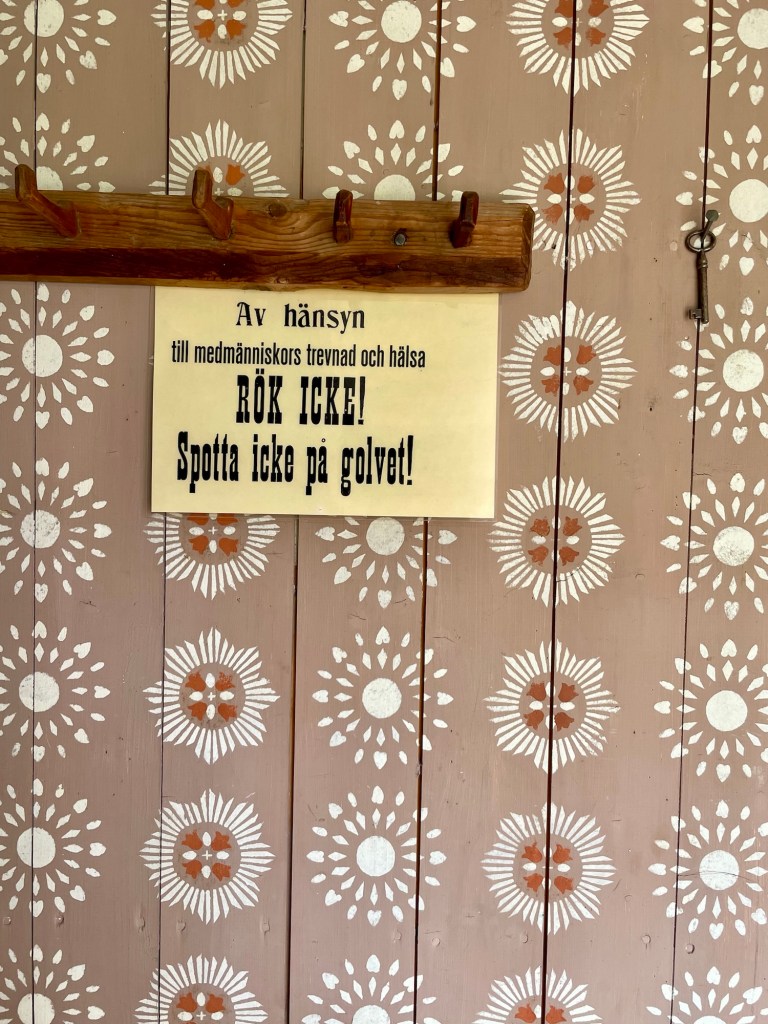 Av hänsyn
till medmänniskors trevnad och hälsa
RÖK ICKE!
Spotta icke på golvet!